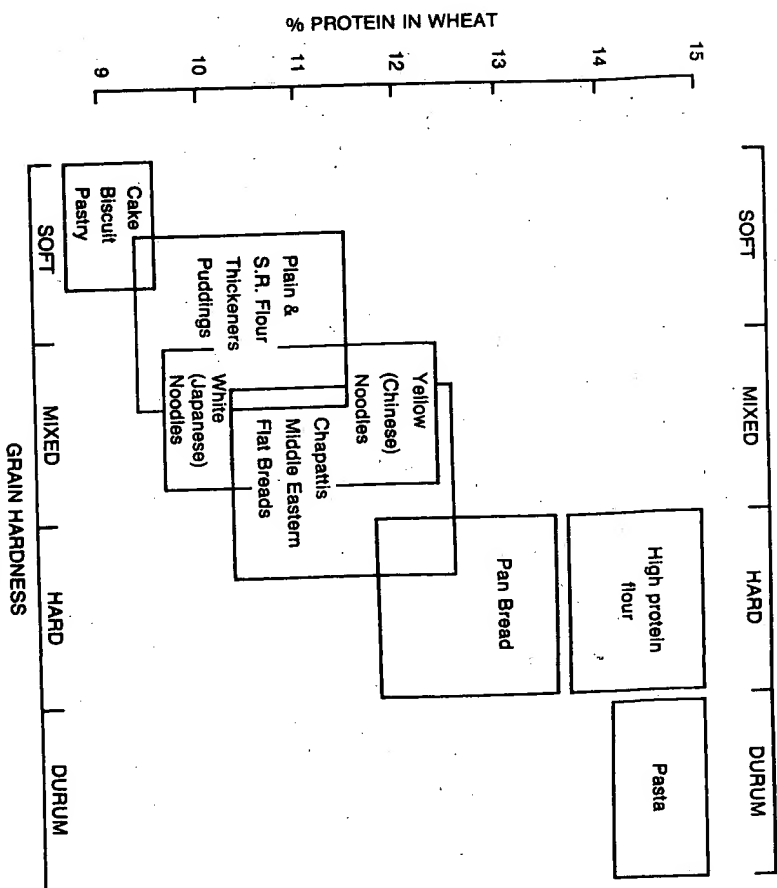 % PROTEIN IN WHEAT
15
14
13
12
11
10
9
SOFT
MIXED
HARD
DURUM
High protein
flour
Pasta
Pan Bread
Yellow
(Chinese)
Noodles
Chapattis
Middle Eastern
Flat Breads
Plain &
S.R. Flour
Thickeners
Puddings
White
(Japanese)
Noodles
Cake
Biscuit
Pastry
SOFT
MIXED
HARD
DURUM
GRAIN HARDNESS